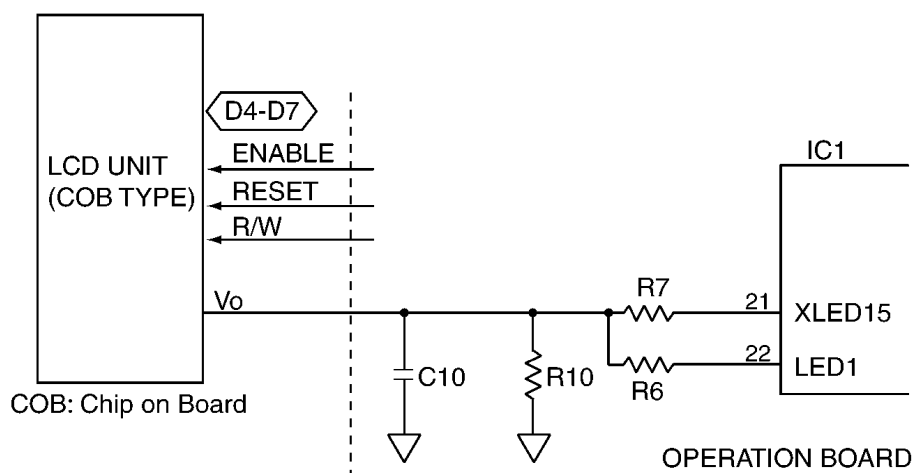 D4-D7
IC1
LCD UNIT
(COB TYPE)
ENABLE
RESET
R/W
Vo
R7
21
XLED15
22
LED1
C10
R10
R6
COB: Chip on Board
OPERATION BOARD